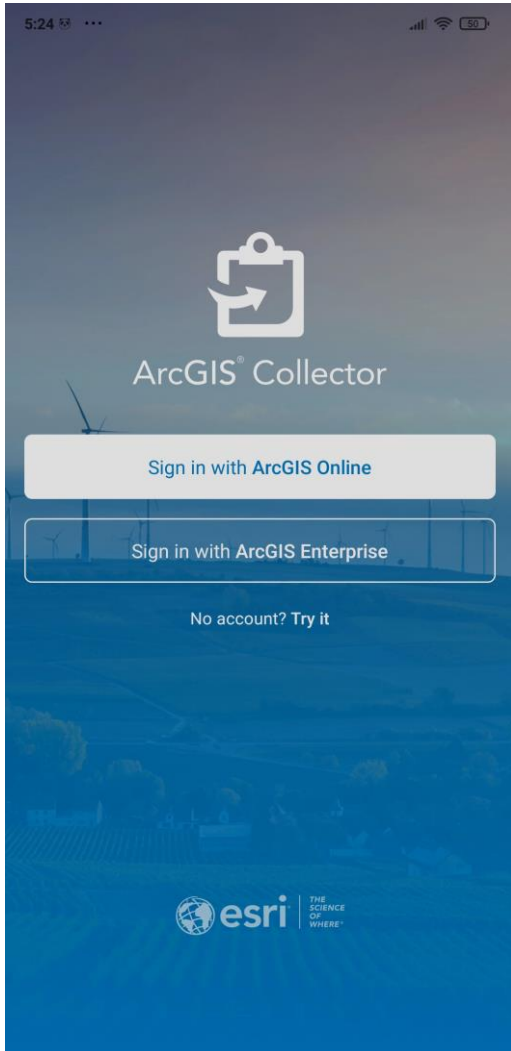 5:24 ...
50
ArcGIS® Collector
Sign in with ArcGIS Online
Sign in with ArcGIS Enterprise
No account? Try it
esri
THE
SCIENCE
OF
WHERE®